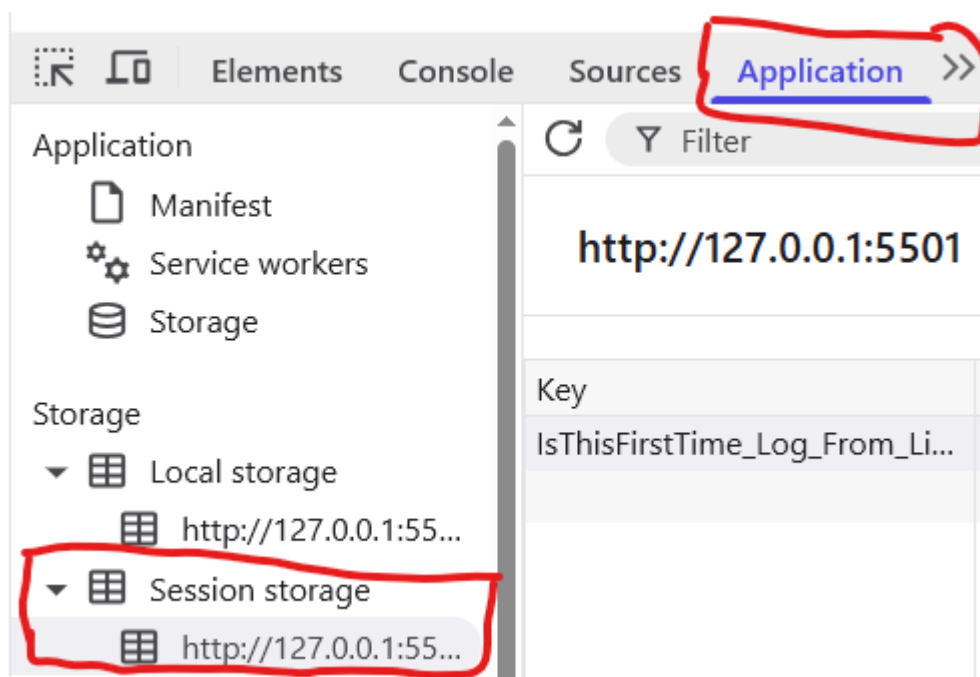 Elements Console Sources Application
Application
Manifest
Service workers
Storage
Storage
Local storage
http://127.0.0.1:55...
Session storage
http://127.0.0.1:55...
Filter
http://127.0.0.1:5501
Key
IsThisFirstTime_Log_From_Li...